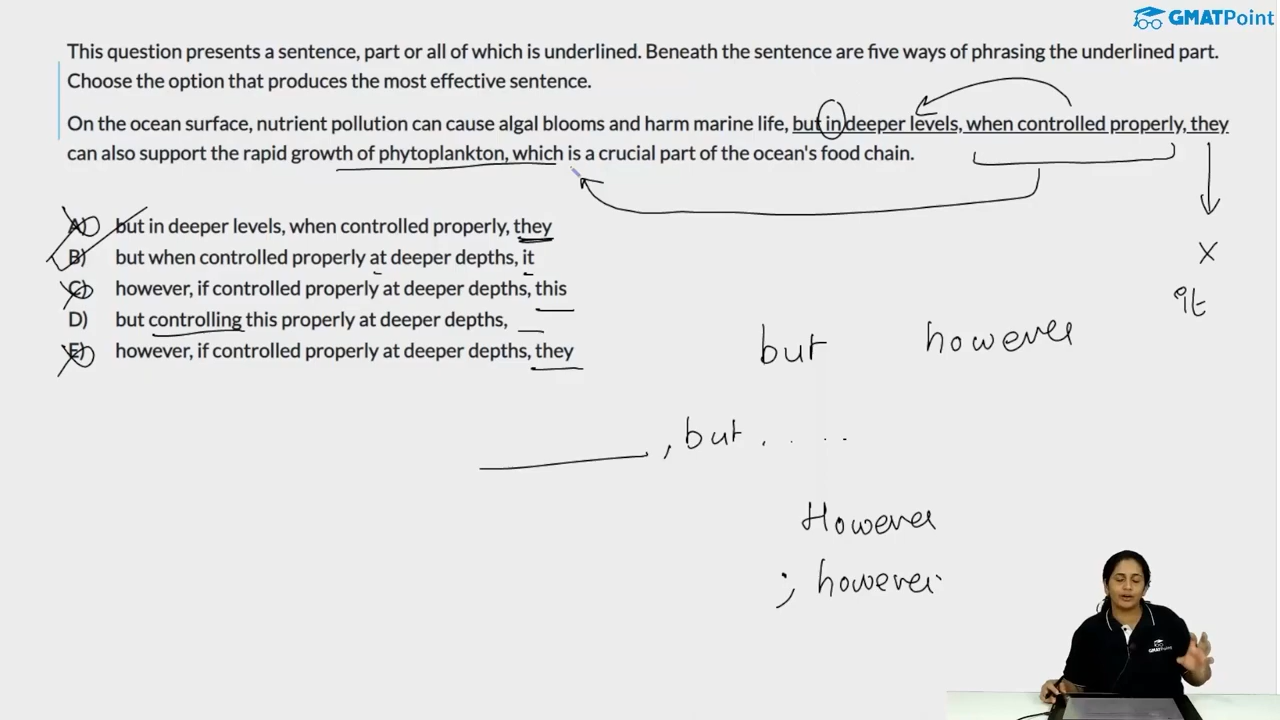 GMATPoint
This question presents a sentence, part or all of which is underlined. Beneath the sentence are five ways of phrasing the underlined part.
Choose the option that produces the most effective sentence.
On the ocean surface, nutrient pollution can cause algal blooms and harm marine life, but in deeper levels, when controlled properly, they
can also support the rapid growth of phytoplankton, which is a crucial part of the ocean's food chain.
A) but in deeper levels, when controlled properly, they
B) but when controlled properly at deeper depths, it
C) however, if controlled properly at deeper depths, this
D) but controlling this properly at deeper depths,
E) however, if controlled properly at deeper depths, they
x
it
but however
, but . . . .
However
; however
GMATPoint